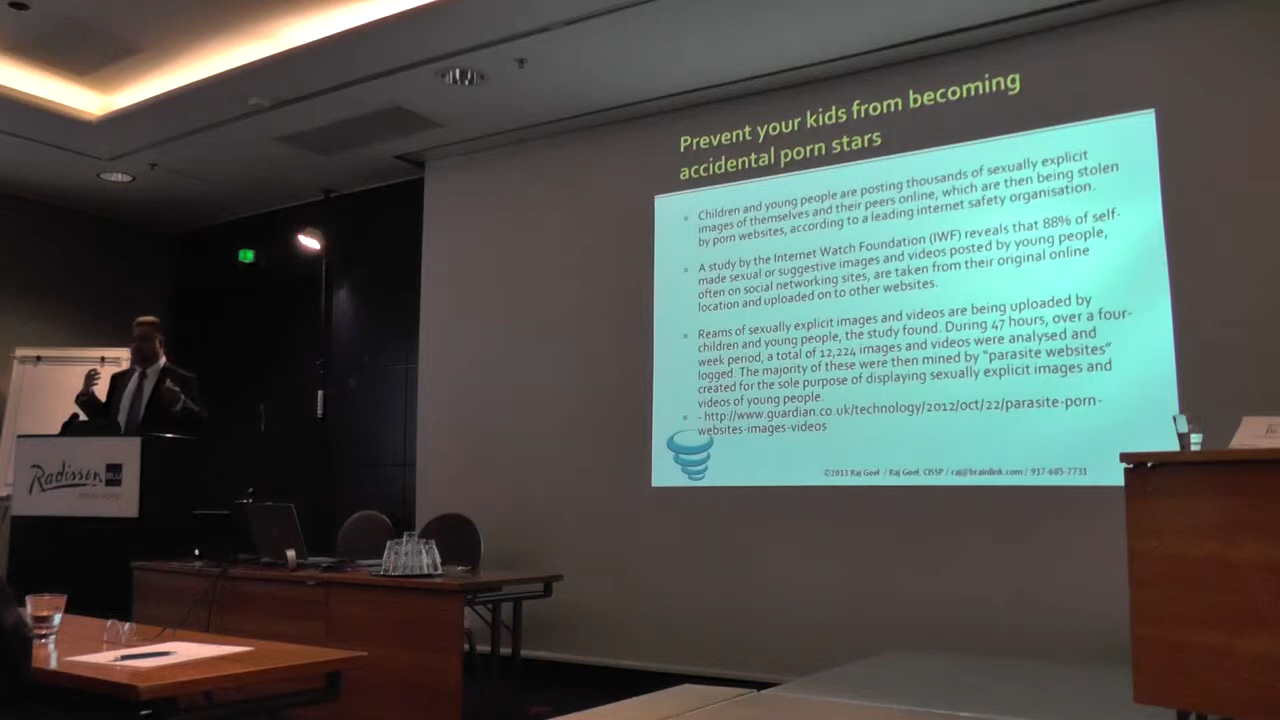 Prevent your kids from becoming
accidental porn stars
Children and young people are posting thousands of sexually explicit
images of themselves and their peers online, which are then being stolen
by porn websites, according to a leading internet safety organisation.
A study by the Internet Watch Foundation (IWF) reveals that 88% of self-
made sexual or suggestive images and videos posted by young people,
often on social networking sites, are taken from their original online
location and uploaded on to other websites.
Reams of sexually explicit images and videos are being uploaded by
children and young people, the study found. During 47 hours, over a four-
week period, a total of 12,224 images and videos were analysed and
logged. The majority of these were then mined by "parasite websites"
created for the sole purpose of displaying sexually explicit images and
videos of young people.
- http://www.guardian.co.uk/technology/2012/oct/22/parasite-porn-
websites-images-videos
©2013 Raj Goel / Raj Goel, CISSP / raj@brainlink.com / 917-685-7731
Radisson
BLU